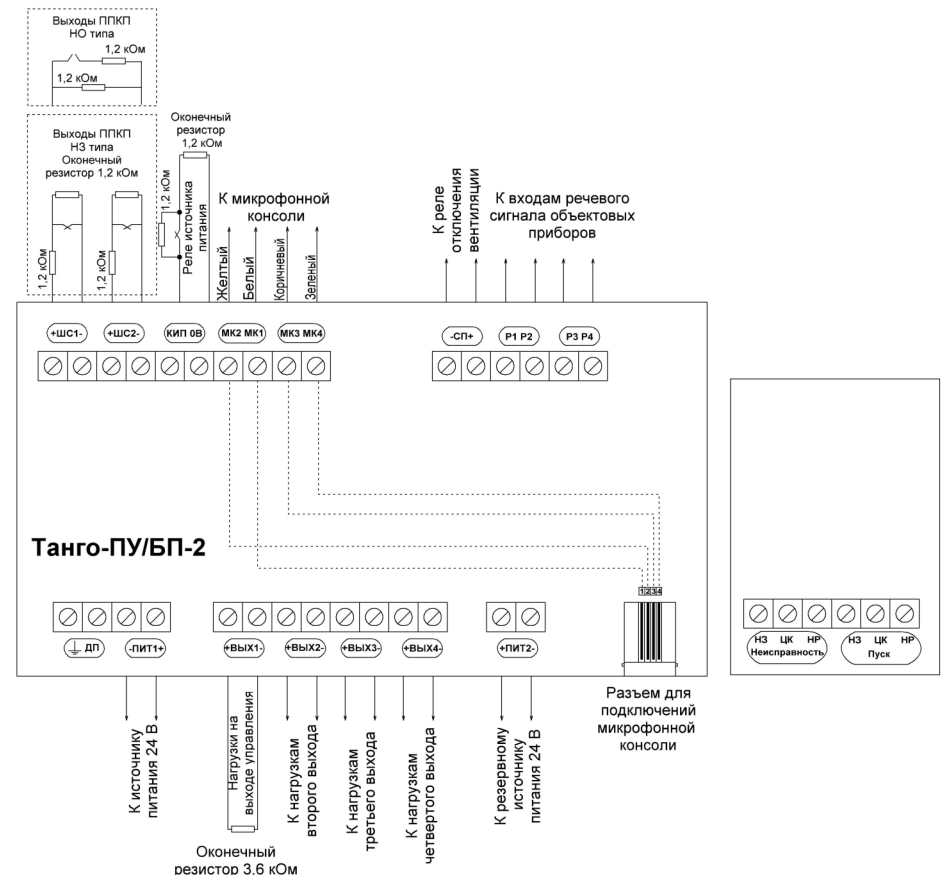 Выходы ППКП
НО типа
1,2 кОм
1,2 кОм
Выходы ППКП
НЗ типа
Оконечный
резистор 1,2 кОм
1,2 кОм
1,2 кОм
Оконечный
резистор
1,2 кОм
1,2 кОм
Реле источника
питания
К микрофонной
консоли
Желтый
Белый
Коричневый
Зеленый
К реле
отключения
вентиляции
К входам речевого
сигнала объектовых
приборов
+ШС1-
+ШС2-
КИП 0В
МК2 МК1
МК3 МК4
-СП+
Р1 Р2
Р3 Р4
Танго-ПУ/БП-2
1234
ДП
-ПИТ1+
+ВЫХ1-
+ВЫХ2-
+ВЫХ3-
+ВЫХ4-
+ПИТ2-
НЗ ЦК НР
Неисправность
НЗ ЦК НР
Пуск
К источнику
питания 24 В
Нагрузки на
выходе управления
Оконечный
резистор 3.6 кОм
К нагрузкам
второго выхода
К нагрузкам
третьего выхода
К нагрузкам
четвертого выхода
К резервному
источнику
питания 24 В
Разъем для
подключений
микрофонной
консоли